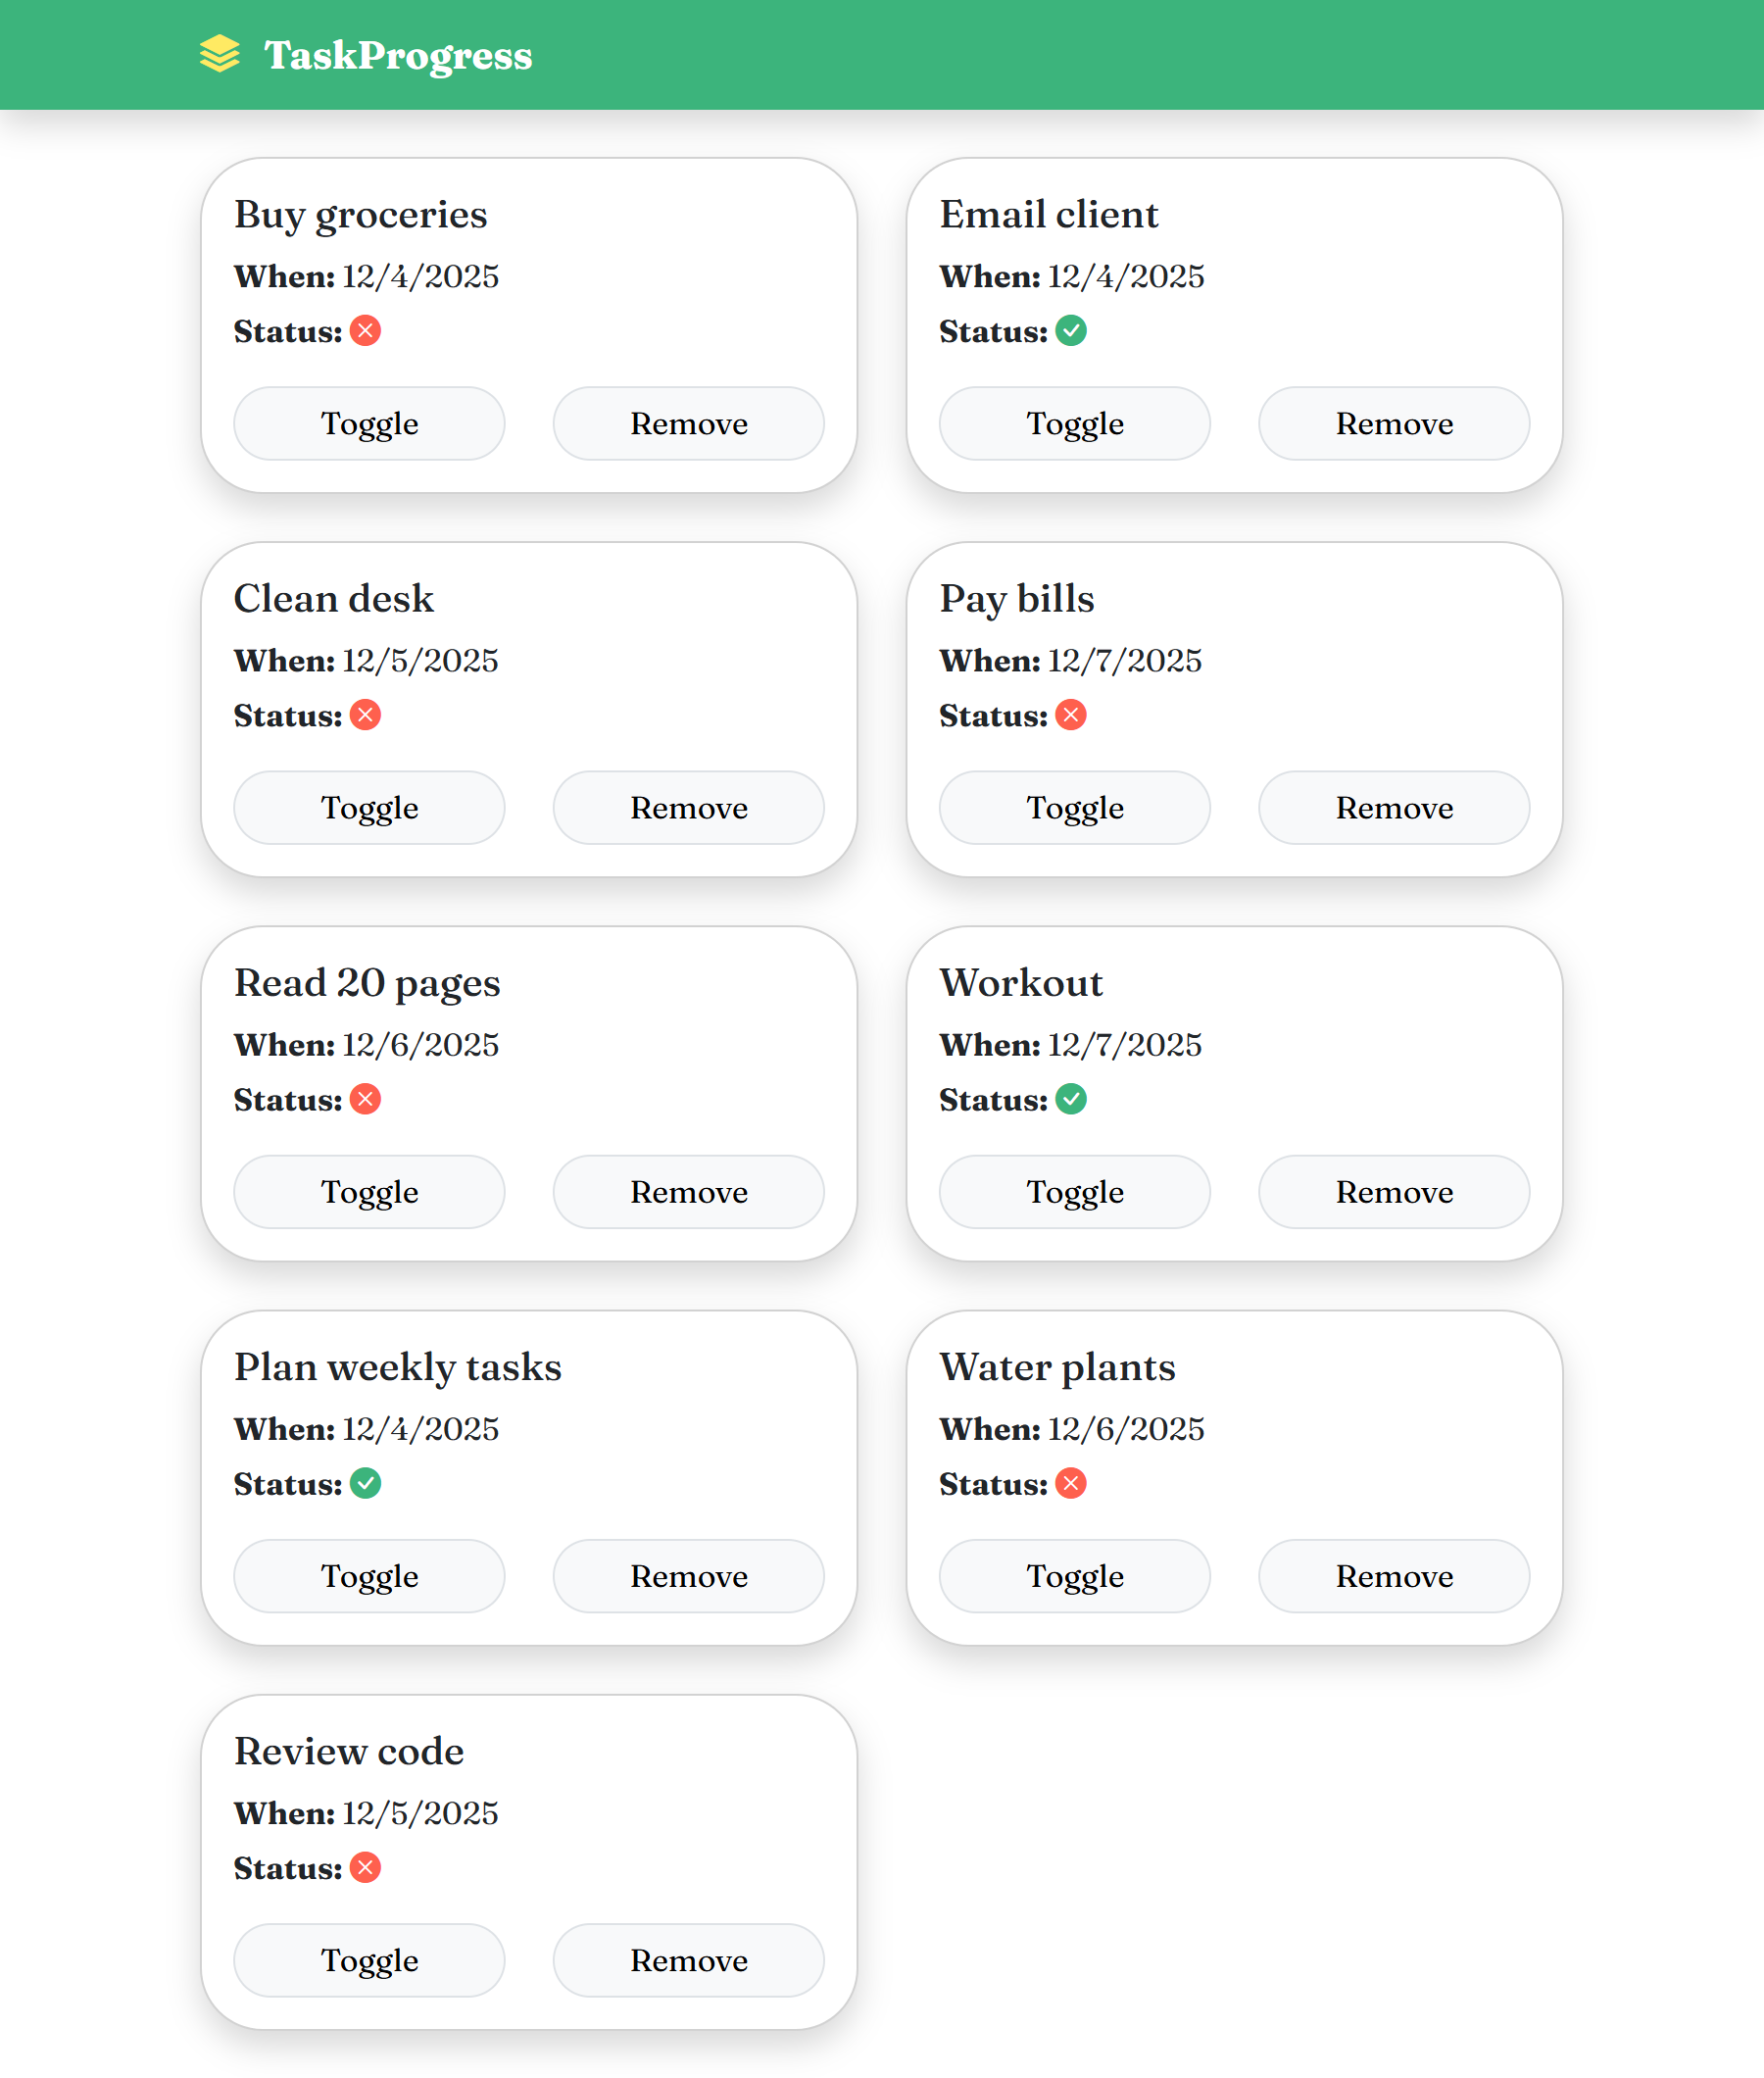 TaskProgress
Buy groceries
When: 12/4/2025
Status:
Toggle Remove
Email client
When: 12/4/2025
Status:
Toggle Remove
Clean desk
When: 12/5/2025
Status:
Toggle Remove
Pay bills
When: 12/7/2025
Status:
Toggle Remove
Read 20 pages
When: 12/6/2025
Status:
Toggle Remove
Workout
When: 12/7/2025
Status:
Toggle Remove
Plan weekly tasks
When: 12/4/2025
Status:
Toggle Remove
Water plants
When: 12/6/2025
Status:
Toggle Remove
Review code
When: 12/5/2025
Status:
Toggle Remove